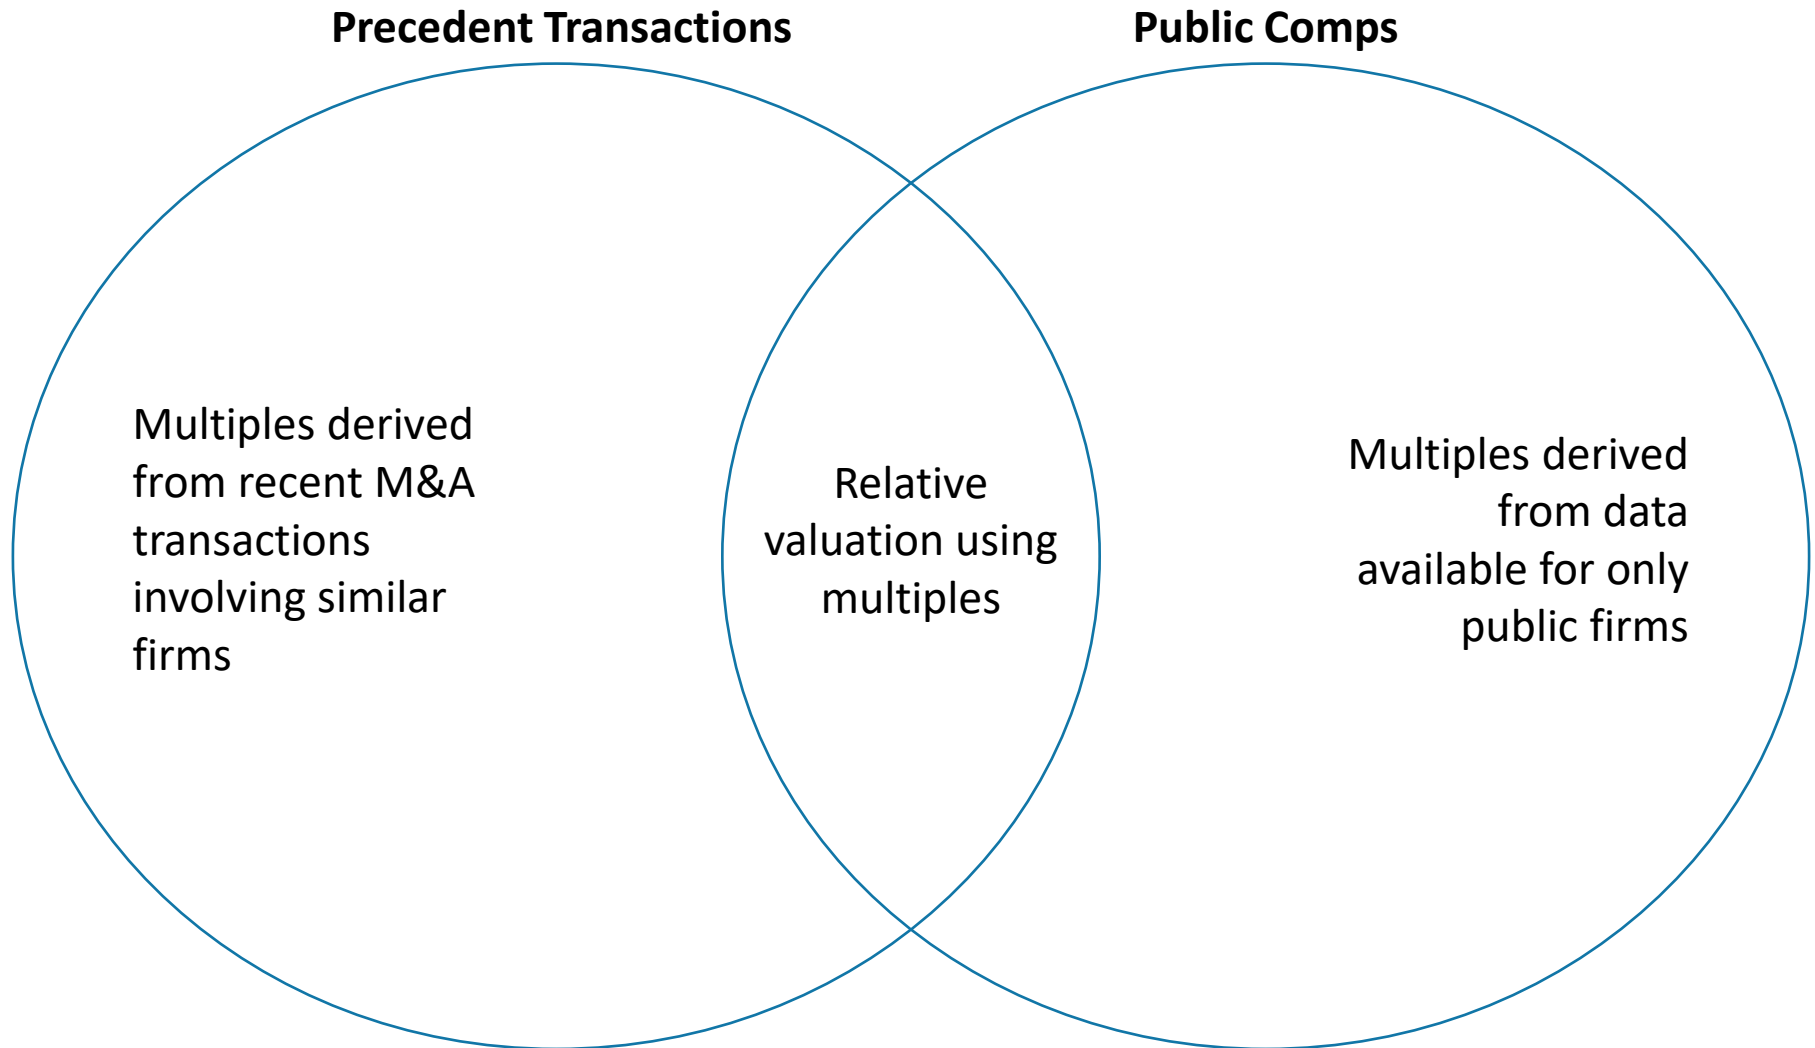 Precedent Transactions
Public Comps
Multiples derived
from recent M&A
transactions
involving similar
firms
Relative
valuation using
multiples
Multiples derived
from data
available for only
public firms